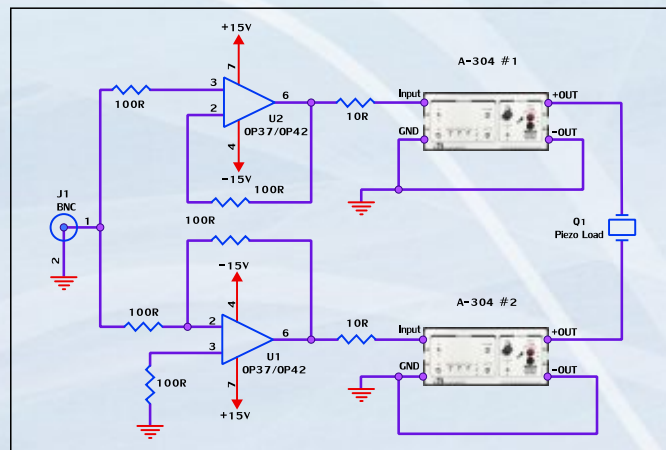 +15V
A-304 #1
7
3
6
Input
+OUT
100R
2
U2
10R
OP37/OP42
GND
-OUT
4
-15V
100R
J1
BNC
1
2
100R
Q1
Piezo Load
-15V
4
A-304 #2
100R
2
6
10R
Input
+OUT
3
U1
OP37/OP42
GND
-OUT
100R
7
+15V